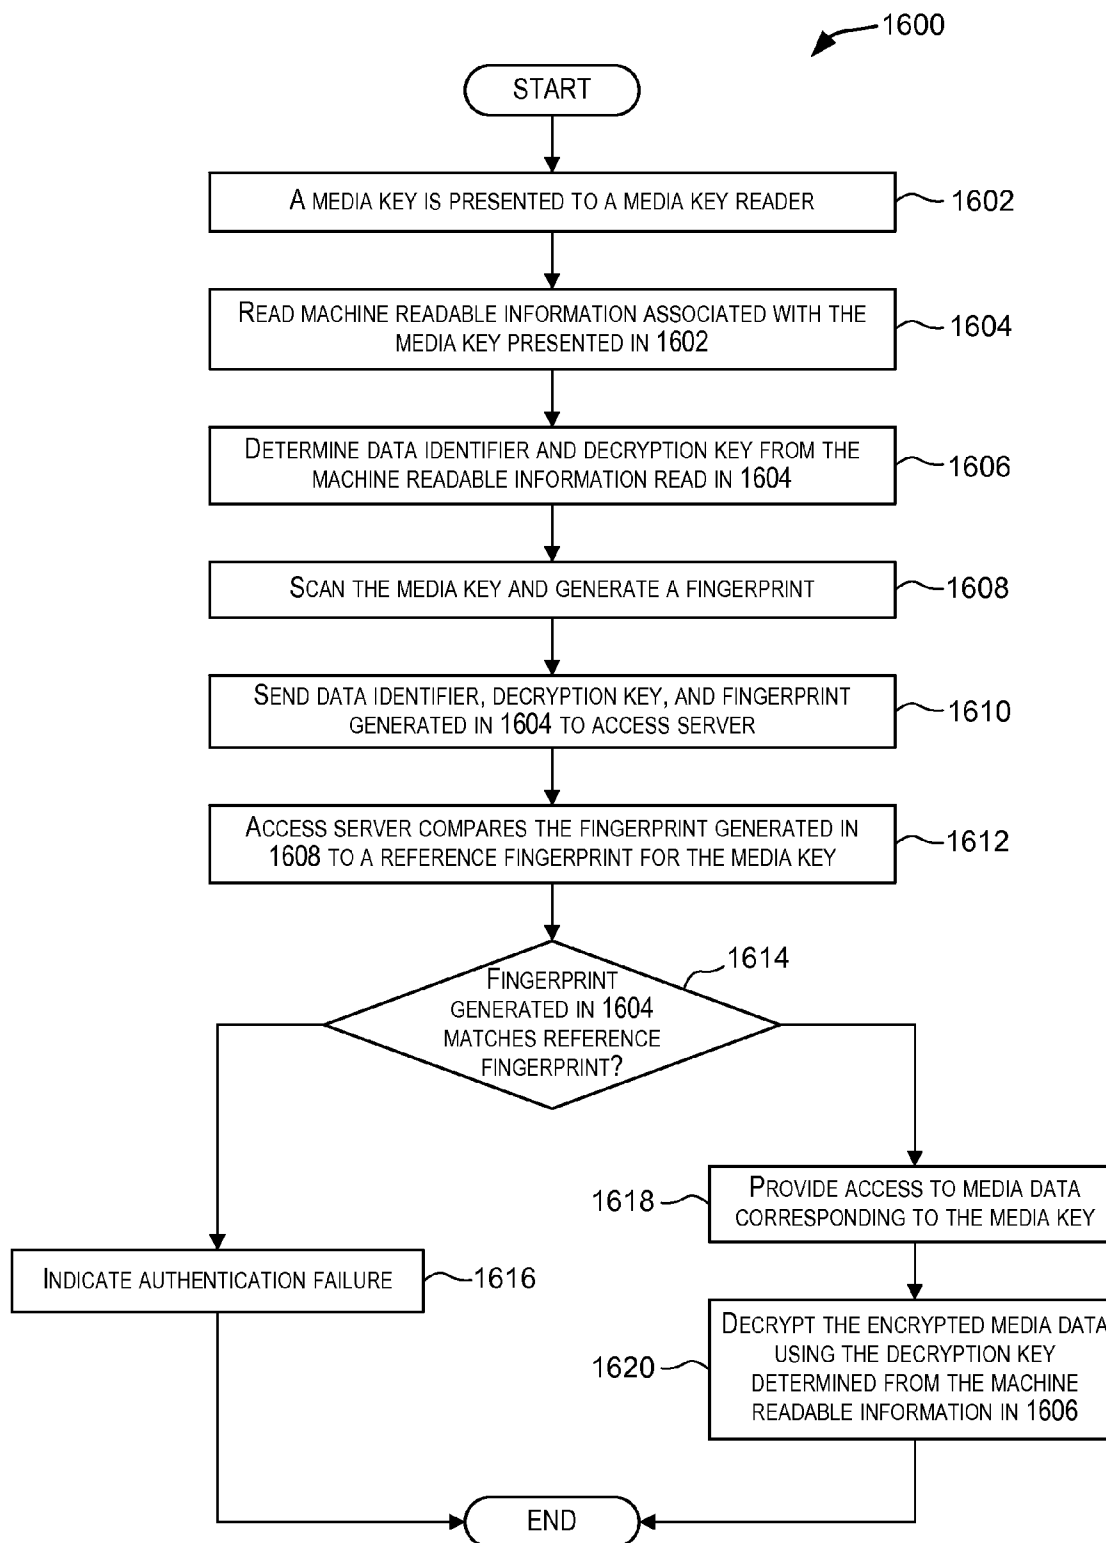 1600
START
A MEDIA KEY IS PRESENTED TO A MEDIA KEY READER
1602
READ MACHINE READABLE INFORMATION ASSOCIATED WITH THE
MEDIA KEY PRESENTED IN 1602
1604
DETERMINE DATA IDENTIFIER AND DECRYPTION KEY FROM THE
MACHINE READABLE INFORMATION READ IN 1604
1606
SCAN THE MEDIA KEY AND GENERATE A FINGERPRINT
1608
SEND DATA IDENTIFIER, DECRYPTION KEY, AND FINGERPRINT
GENERATED IN 1604 TO ACCESS SERVER
1610
ACCESS SERVER COMPARES THE FINGERPRINT GENERATED IN
1608 TO A REFERENCE FINGERPRINT FOR THE MEDIA KEY
1612
FINGERPRINT
GENERATED IN 1604
MATCHES REFERENCE
FINGERPRINT?
1614
PROVIDE ACCESS TO MEDIA DATA
CORRESPONDING TO THE MEDIA KEY
1618
INDICATE AUTHENTICATION FAILURE
1616
DECRYPT THE ENCRYPTED MEDIA DATA
USING THE DECRYPTION KEY
DETERMINED FROM THE MACHINE
READABLE INFORMATION IN 1606
1620
END